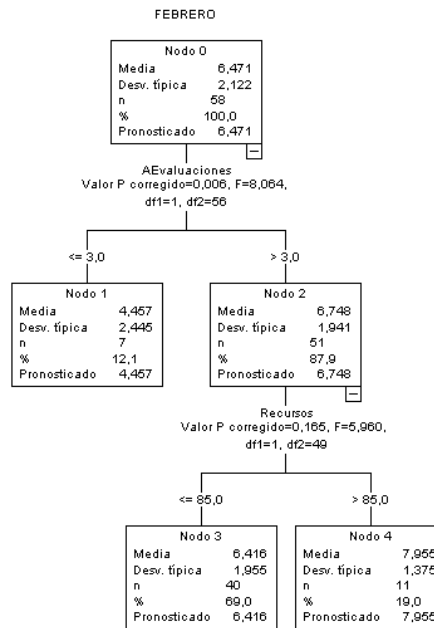 FEBRERO
Nodo 0
Media 6,471
Desv. típica 2,122
n 58
% 100,0
Pronosticado 6,471
AEvaluaciones
Valor P corregido=0,006, F=8,064,
df1=1, df2=56
<= 3,0
> 3,0
Nodo 1
Media 4,457
Desv. típica 2,445
n 7
% 12,1
Pronosticado 4,457
Nodo 2
Media 6,748
Desv. típica 1,941
n 51
% 87,9
Pronosticado 6,748
Recursos
Valor P corregido=0,165, F=5,960,
df1=1, df2=49
<= 85,0
> 85,0
Nodo 3
Media 6,416
Desv. típica 1,955
n 40
% 69,0
Pronosticado 6,416
Nodo 4
Media 7,955
Desv. típica 1,375
n 11
% 19,0
Pronosticado 7,955